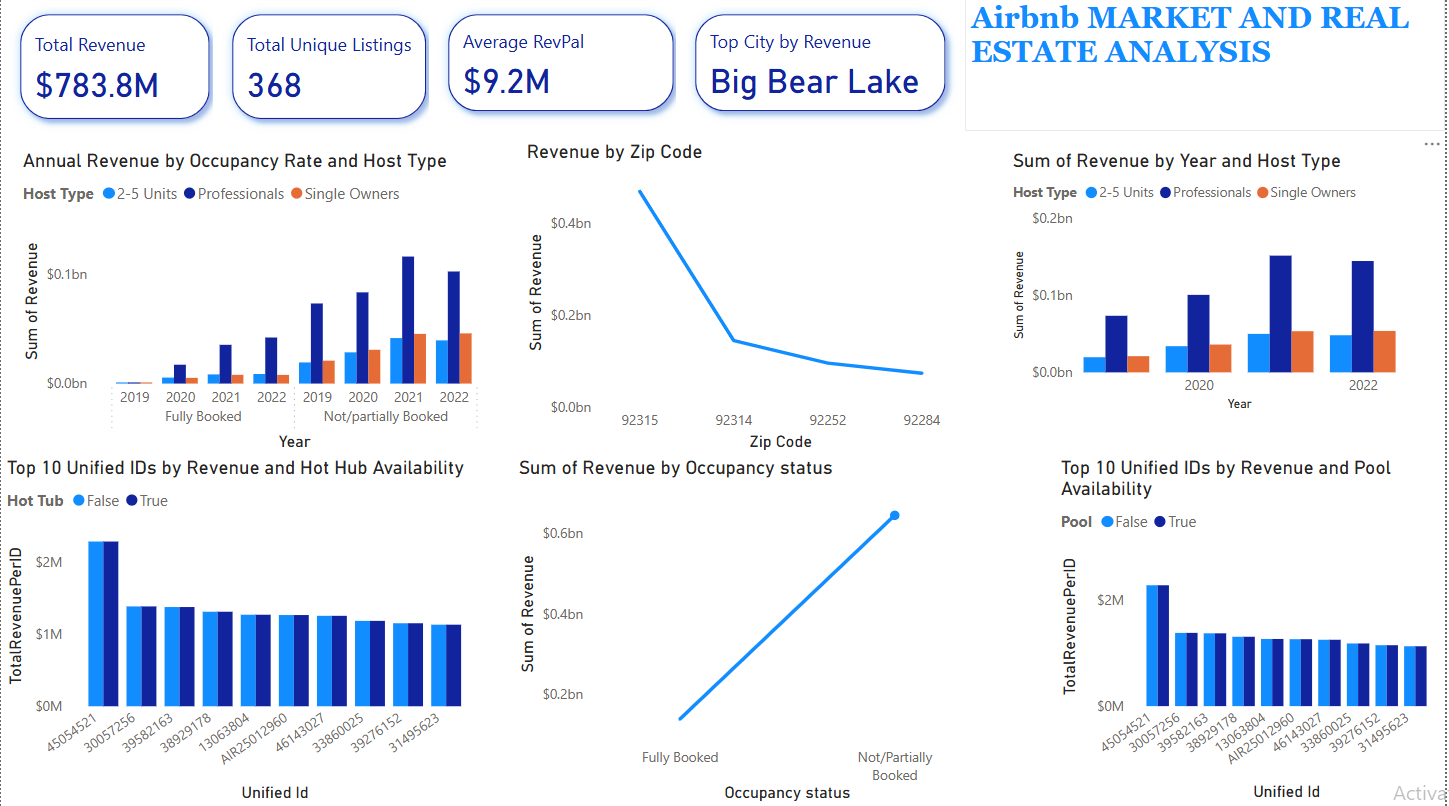 Total Revenue
$783.8M
Total Unique Listings
368
Average RevPal
$9.2M
Top City by Revenue
Big Bear Lake
Airbnb MARKET AND REAL
ESTATE ANALYSIS
Annual Revenue by Occupancy Rate and Host Type
Host Type 2-5 Units Professionals Single Owners
Sum of Revenue
$0.1bn
$0.0bn
2019 2020 2021 2022 2019 2020 2021 2022
Fully Booked Not/partially Booked
Year
Revenue by Zip Code
Sum of Revenue
$0.4bn
$0.2bn
$0.0bn
92315 92314 92252 92284
Zip Code
Sum of Revenue by Year and Host Type
Host Type 2-5 Units Professionals Single Owners
Sum of Revenue
$0.2bn
$0.1bn
$0.0bn
2020 2022
Year
Top 10 Unified IDs by Revenue and Hot Hub Availability
Hot Tub False True
TotalRevenuePerID
$2M
$1M
$0M
45054521 30057256 39582163 38929178 13063804 AIR25012960 46143027 33860025 39276152 31495623
Unified Id
Sum of Revenue by Occupancy status
Sum of Revenue
$0.6bn
$0.4bn
$0.2bn
Fully Booked Not/Partially
Booked
Occupancy status
Top 10 Unified IDs by Revenue and Pool
Availability
Pool False True
TotalRevenuePerID
$2M
$0M
45054521 30057256 39582163 38929178 13063804 AIR25012960 46143027 33860025 39276152 31495623
Unified Id
Activa